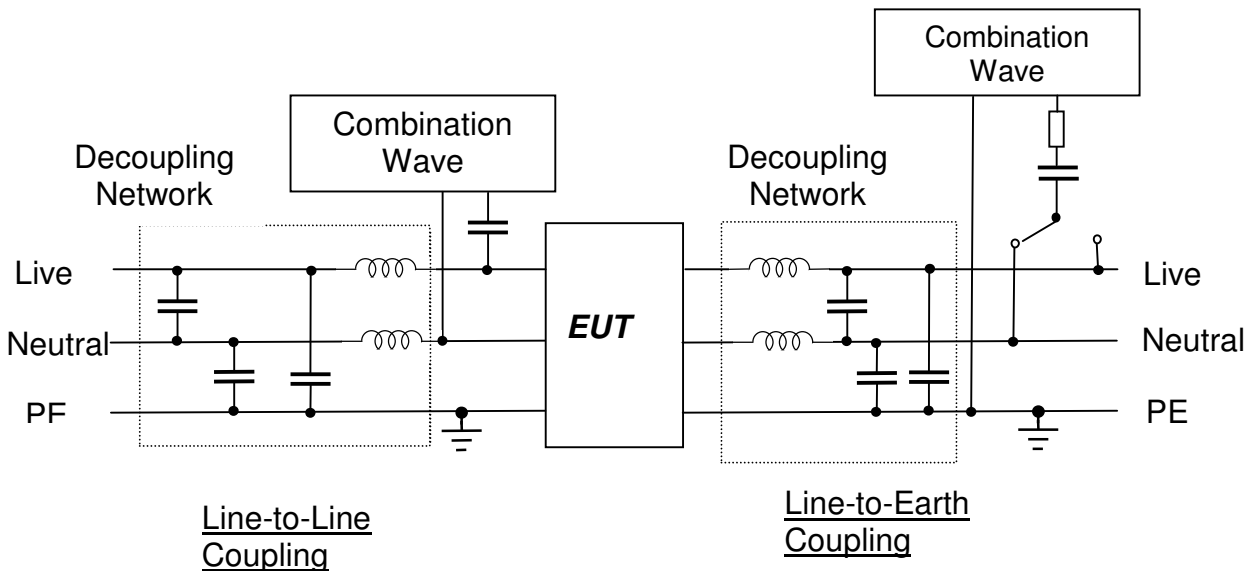 Combination
Wave
Combination
Wave
Decoupling
Network
Decoupling
Network
Live
Live
EUT
Neutral
Neutral
PF
PE
Line-to-Line
Coupling
Line-to-Earth
Coupling